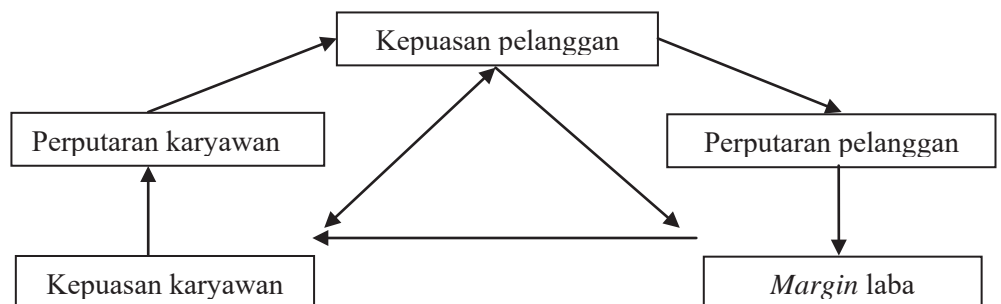 Kepuasan pelanggan
Perputaran karyawan
Perputaran pelanggan
Kepuasan karyawan
Margin laba